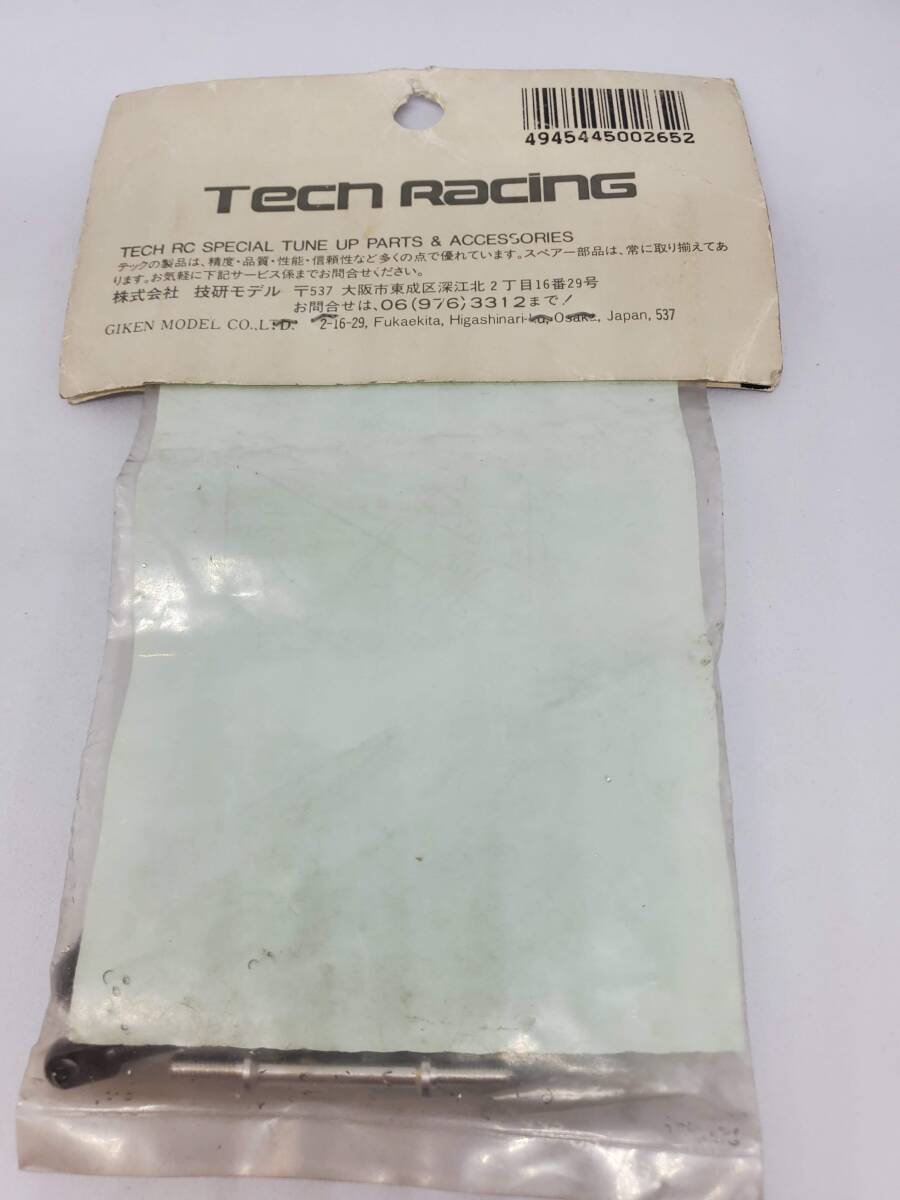 4945445002652
Tech Racing
TECH RC SPECIAL TUNE UP PARTS & ACCESSORIES
テックの製品は、精度・品質・性能・信頼性など多くの点で優れています。スペアー部品は、常に取り揃えてあ
ります。お気軽に下記サービス係までお問合せください。
株式会社 技研モデル 〒537 大阪市東成区深江北2丁目16番29号
お問合せは、06(976)3312まで!
GIKEN MODEL CO.,LTD. 2-16-29, Fukaekita, Higashinari-ku, Osaka, Japan, 537